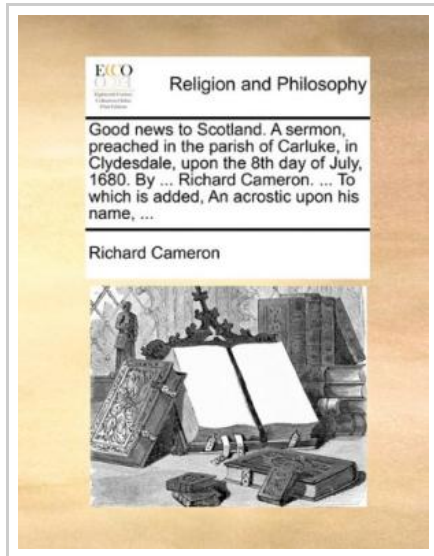 ECCO
Religion and Philosophy
Good news to Scotland. A sermon,
preached in the parish of Carluke, in
Clydesdale, upon the 8th day of July,
1680. By ... Richard Cameron. ... To
which is added, An acrostic upon his
name, ...
Richard Cameron